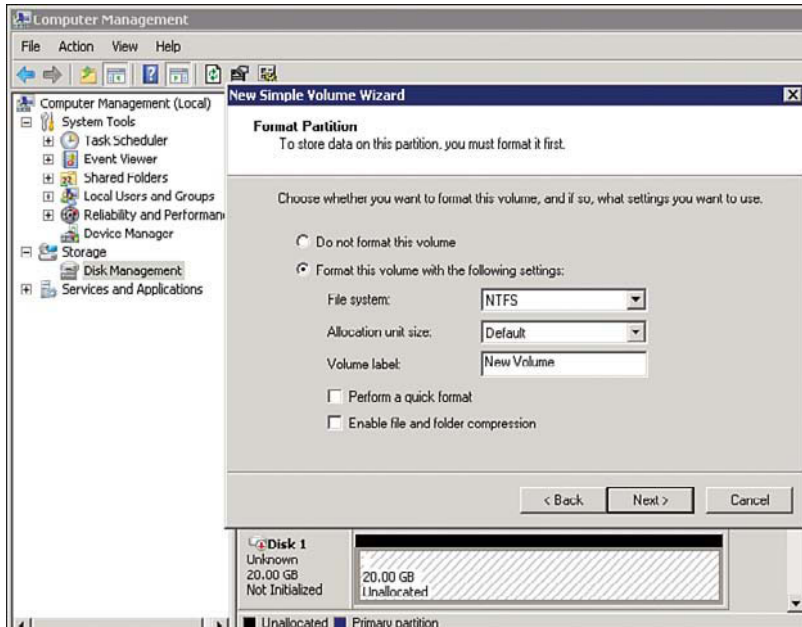 Computer Management
File Action View Help
Computer Management (Local)
System Tools
Task Scheduler
Event Viewer
Shared Folders
Local Users and Groups
Reliability and Performan
Device Manager
Storage
Disk Management
Services and Applications
New Simple Volume Wizard
Format Partition
To store data on this partition, you must format it first.
Choose whether you want to format this volume, and if so, what settings you want to use.
Do not format this volume
Format this volume with the following settings:
File system: NTFS
Allocation unit size: Default
Volume label: New Volume
Perform a quick format
Enable file and folder compression
< Back Next > Cancel
Disk 1
Unknown
20.00 GB
Not Initialized
20.00 GB
Unallocated
Unallocated Primary partition